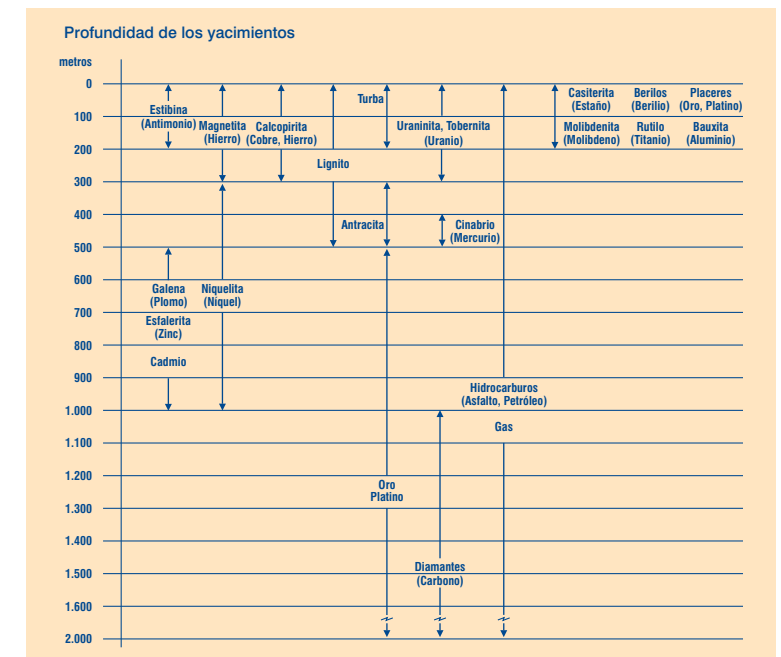 Profundidad de los yacimientos
metros
0
Turba
Casiterita
(Estaño)
Berilos
(Berilio)
Placeres
(Oro, Platino)
Estibina
(Antimonio)
100
Magnetita
(Hierro)
Calcopirita
(Cobre, Hierro)
Uraninita, Tobernita
(Uranio)
Molibdenita
(Molibdeno)
Rutilo
(Titanio)
Bauxita
(Aluminio)
200
Lignito
300
400
Antracita
Cinabrio
(Mercurio)
500
600
Galena
(Plomo)
Niquelita
(Níquel)
700
Esfalerita
(Zinc)
800
Cadmio
900
Hidrocarburos
(Asfalto, Petróleo)
1.000
Gas
1.100
1.200
Oro
Platino
1.300
1.400
Diamantes
(Carbono)
1.500
1.600
2.000